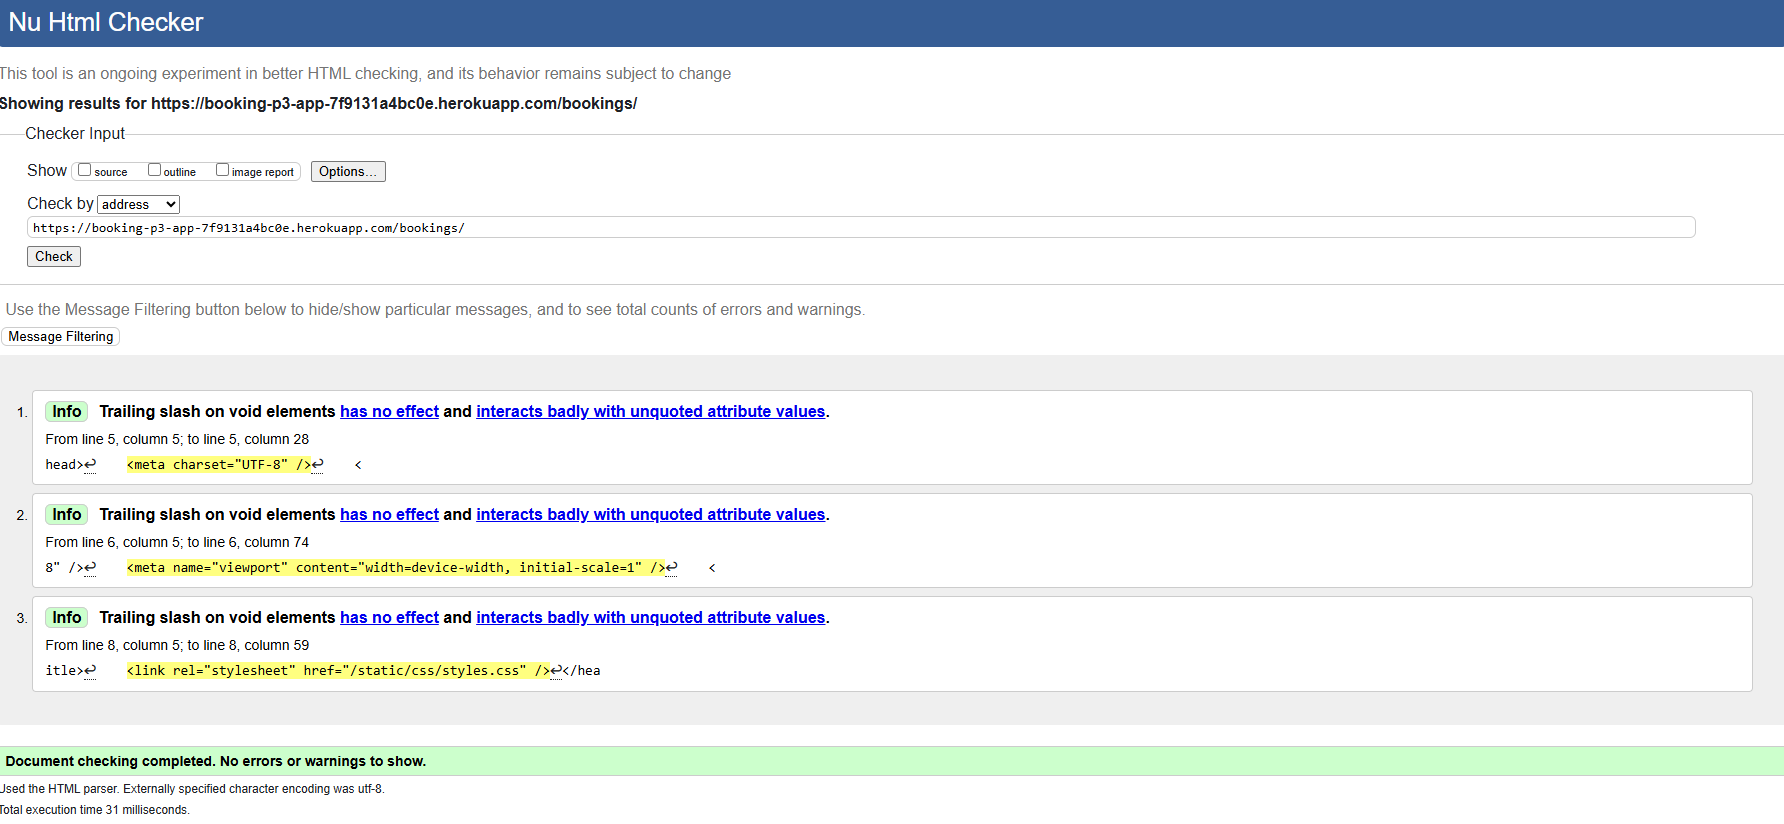 Nu Html Checker
This tool is an ongoing experiment in better HTML checking, and its behavior remains subject to change
Showing results for https://booking-p3-app-7f9131a4bc0e.herokuapp.com/bookings/
Checker Input
Show source outline image report Options...
Check by address
https://booking-p3-app-7f9131a4bc0e.herokuapp.com/bookings/
Check
Use the Message Filtering button below to hide/show particular messages, and to see total counts of errors and warnings.
Message Filtering
1. Info Trailing slash on void elements has no effect and interacts badly with unquoted attribute values.
From line 5, column 5; to line 5, column 28
head>↩ <meta charset="UTF-8" />↩ <
2. Info Trailing slash on void elements has no effect and interacts badly with unquoted attribute values.
From line 6, column 5; to line 6, column 74
8" />↩ <meta name="viewport" content="width=device-width, initial-scale=1" />↩ <
3. Info Trailing slash on void elements has no effect and interacts badly with unquoted attribute values.
From line 8, column 5; to line 8, column 59
itle>↩ <link rel="stylesheet" href="/static/css/styles.css" />↩</hea
Document checking completed. No errors or warnings to show.
Used the HTML parser. Externally specified character encoding was utf-8.
Total execution time 31 milliseconds.